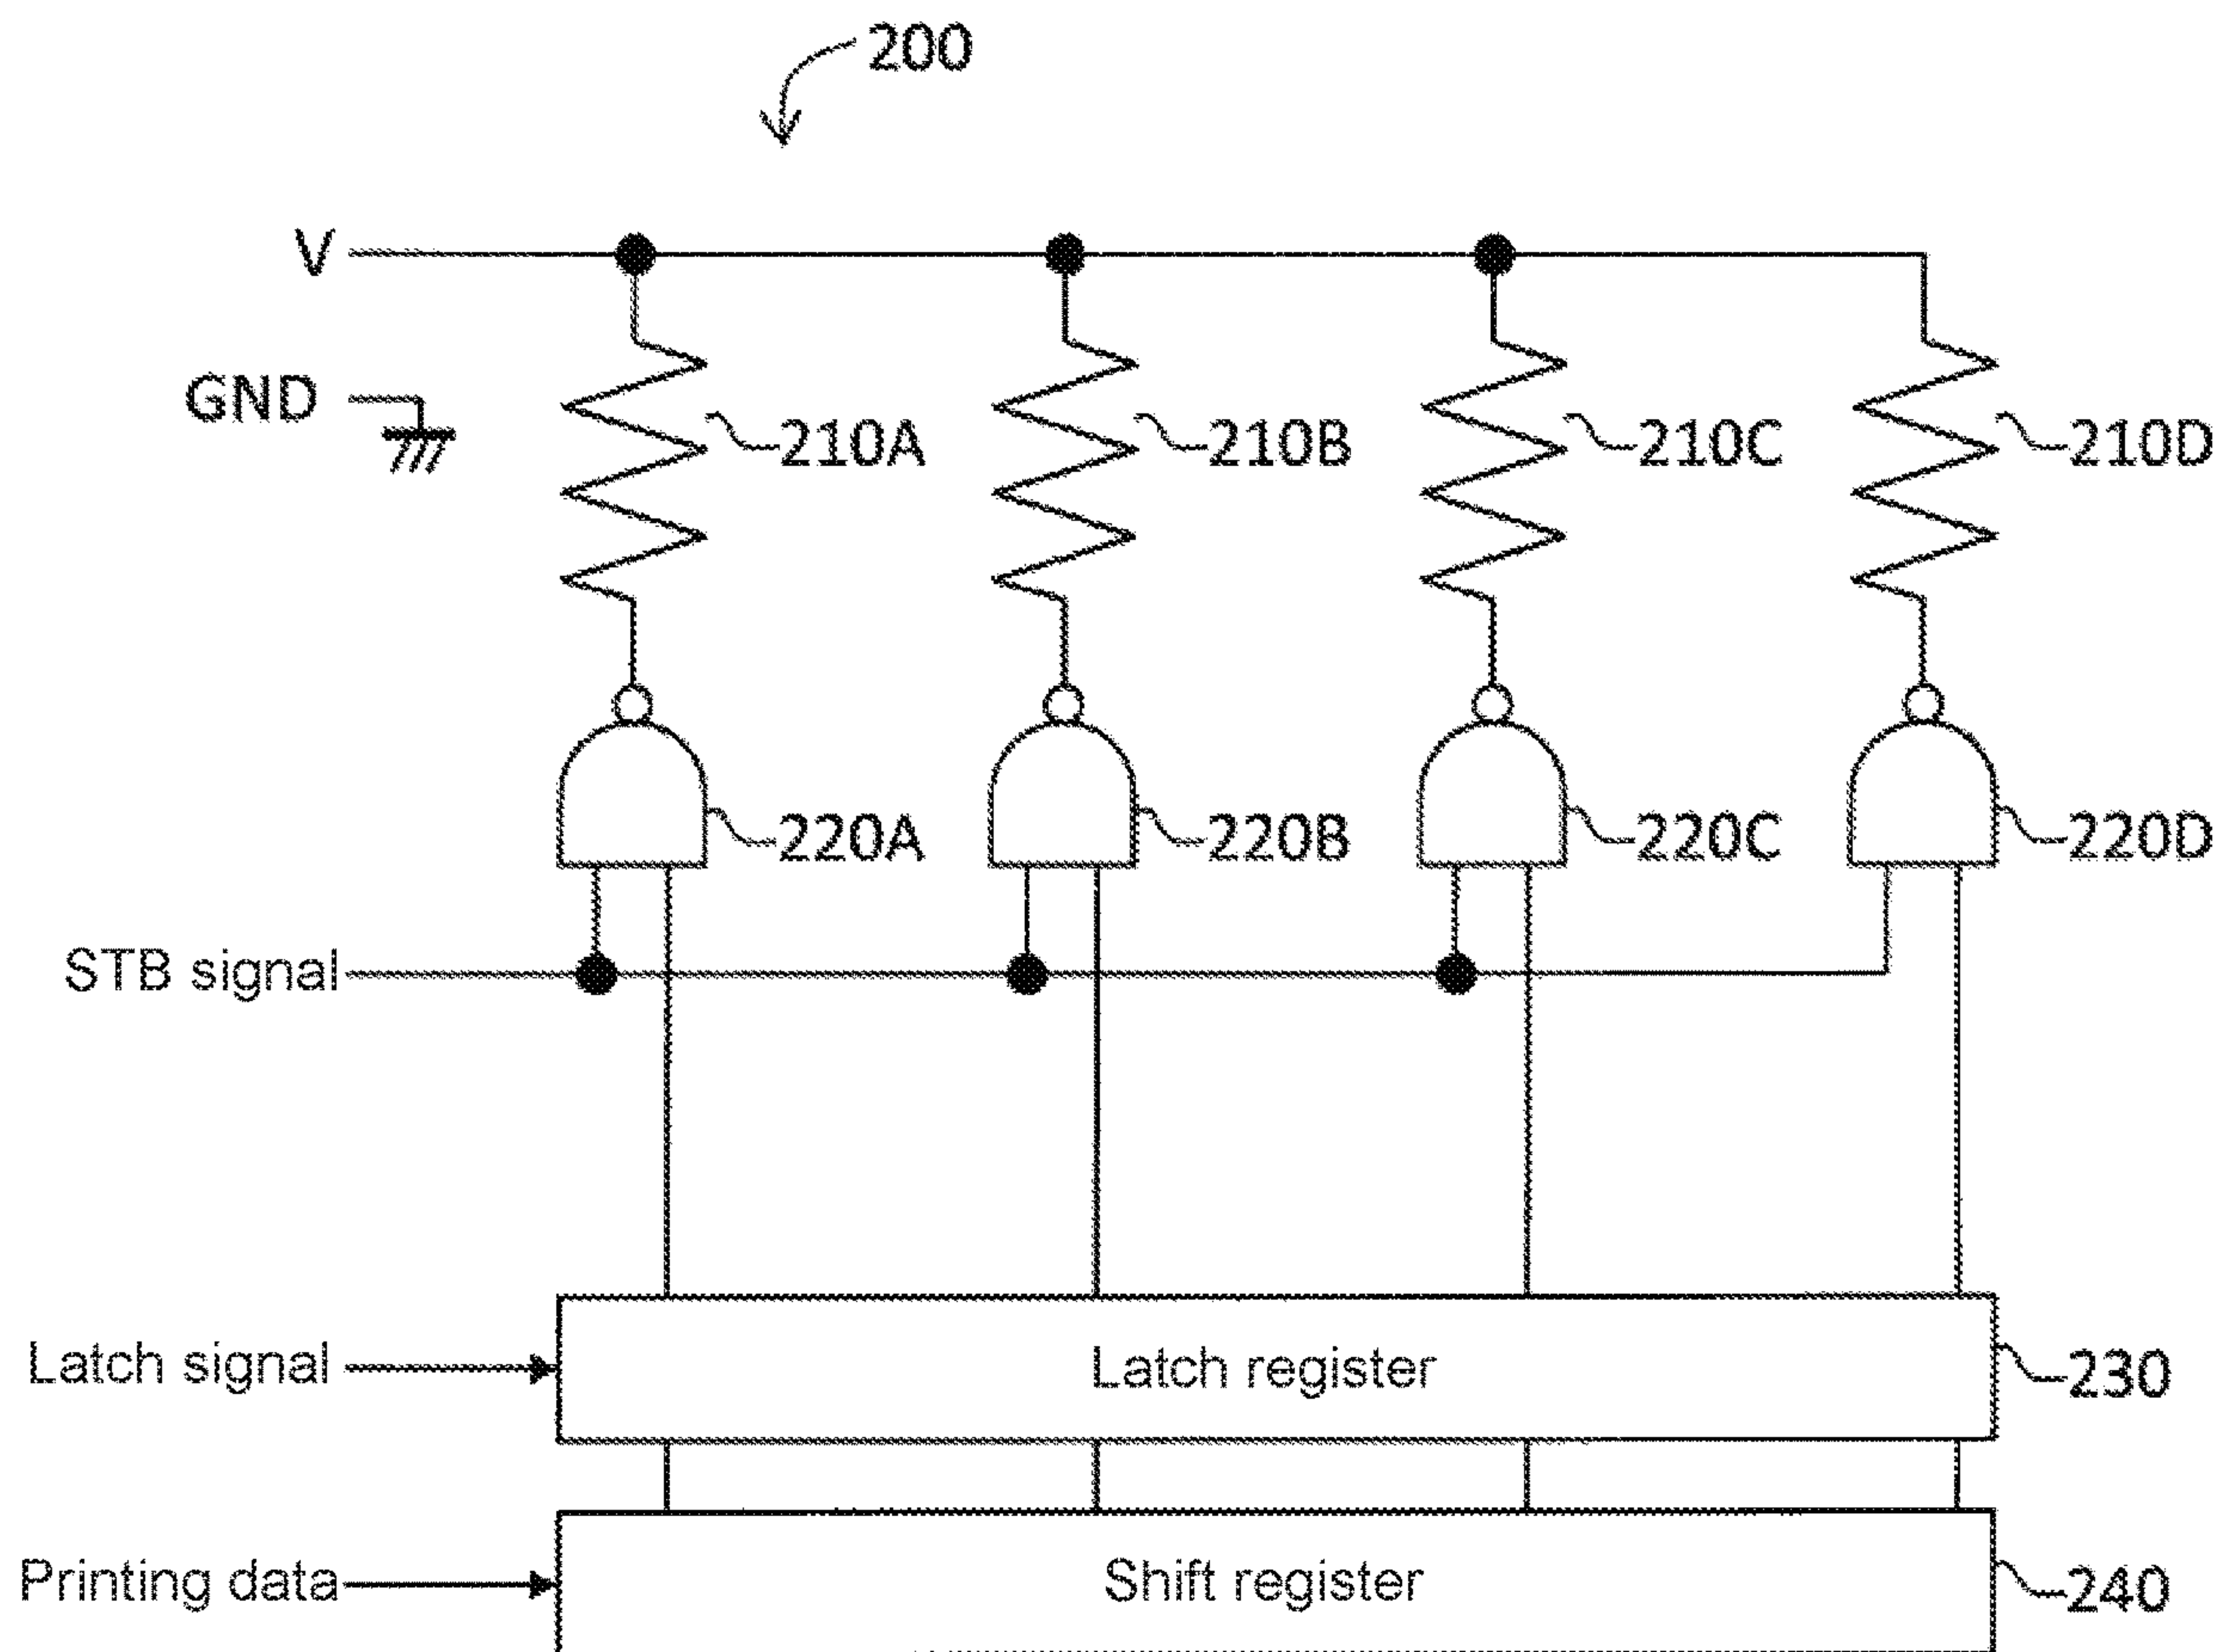 200
V
GND
210A 210B 210C 210D
220A 220B 220C 220D
STB signal
Latch signal Latch register 230
Printing data Shift register 240